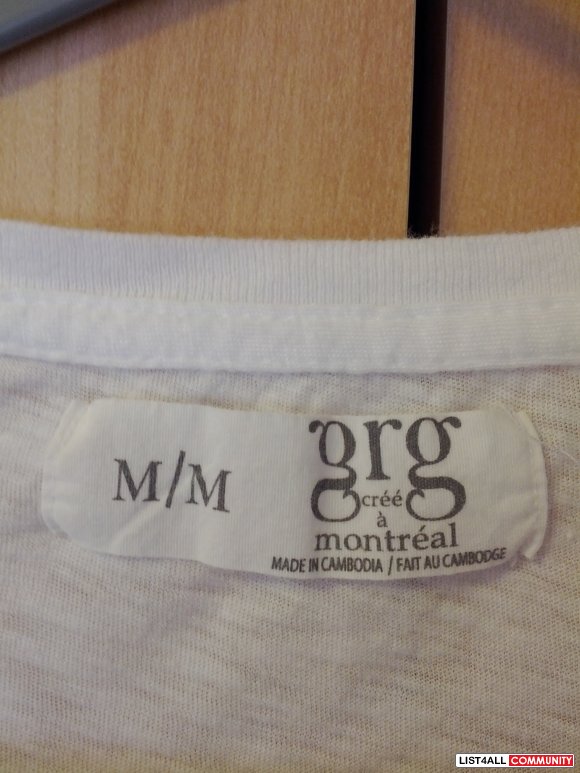 M/M
grg
créé
à
montréal
MADE IN CAMBODIA / FAIT AU CAMBODGE
LIST4ALL COMMUNITY